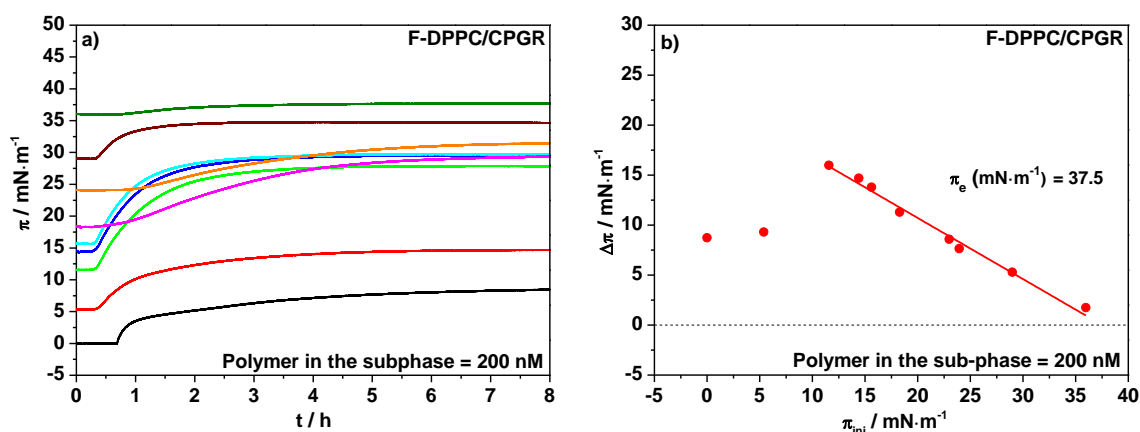 a)
F-DPPC/CPGR
50
45
40
35
30
25
20
15
10
5
0
-5
π / mN·m⁻¹
Polymer in the subphase = 200 nM
0 1 2 3 4 5 6 7 8
t / h
b)
F-DPPC/CPGR
30
25
20
15
10
5
0
-5
Δπ / mN·m⁻¹
πₑ (mN·m⁻¹) = 37.5
Polymer in the sub-phase = 200 nM
-5 0 5 10 15 20 25 30 35 40
π / mN·m⁻¹